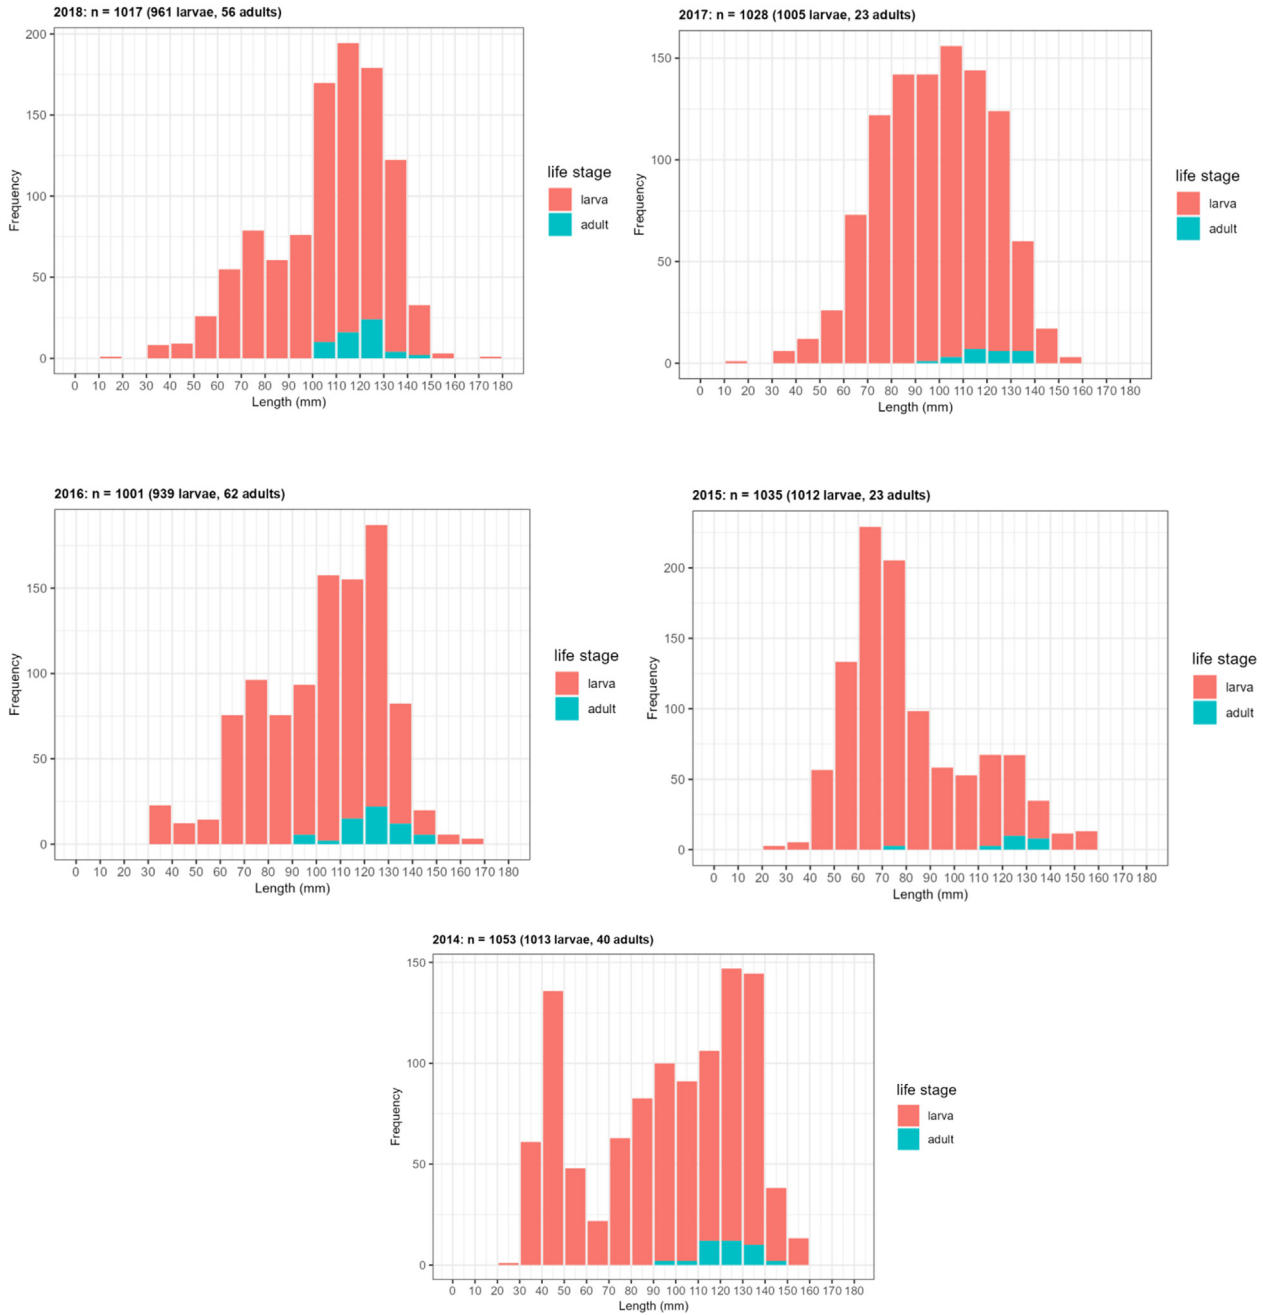 2018: n = 1017 (961 larvae, 56 adults)
200
150
100
50
0
Frequency
0 10 20 30 40 50 60 70 80 90 100 110 120 130 140 150 160 170 180
Length (mm)
life stage
larva
adult
2017: n = 1028 (1005 larvae, 23 adults)
150
100
50
0
Frequency
0 10 20 30 40 50 60 70 80 90 100 110 120 130 140 150 160 170 180
Length (mm)
life stage
larva
adult
2016: n = 1001 (939 larvae, 62 adults)
150
100
50
0
Frequency
0 10 20 30 40 50 60 70 80 90 100 110 120 130 140 150 160 170 180
Length (mm)
life stage
larva
adult
2015: n = 1035 (1012 larvae, 23 adults)
200
150
100
50
0
Frequency
0 10 20 30 40 50 60 70 80 90 100 110 120 130 140 150 160 170 180
Length (mm)
life stage
larva
adult
2014: n = 1053 (1013 larvae, 40 adults)
150
100
50
0
Frequency
0 10 20 30 40 50 60 70 80 90 100 110 120 130 140 150 160 170 180
Length (mm)
life stage
larva
adult